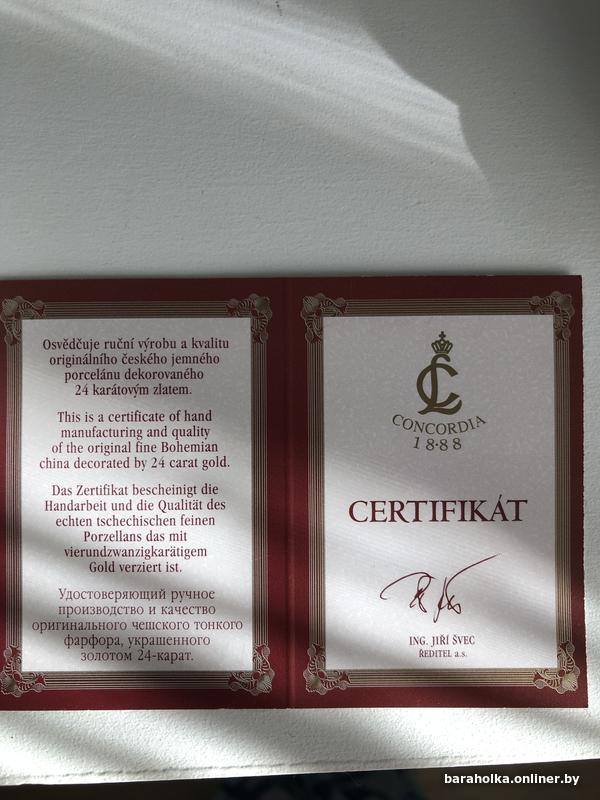 Osvědčuje ruční výrobu a kvalitu
originálního českého jemného
porcelánu dekorovaného
24 karátovým zlatem.
This is a certificate of hand
manufacturing and quality
of the original fine Bohemian
china decorated by 24 carat gold.
Das Zertifikat bescheinigt die
Handarbeit und die Qualität des
echten tschechischen feinen
Porzellans das mit
vierundzwanzigkarätigem
Gold verziert ist.
Удостоверяющий ручное
производство и качество
оригинального чешского тонкого
фарфора, украшенного
золотом 24-карат.
CONCORDIA
18·88
CERTIFIKÁT
ING. JIŘÍ ŠVEC
ŘEDITEL a.s.
baraholka.onliner.by